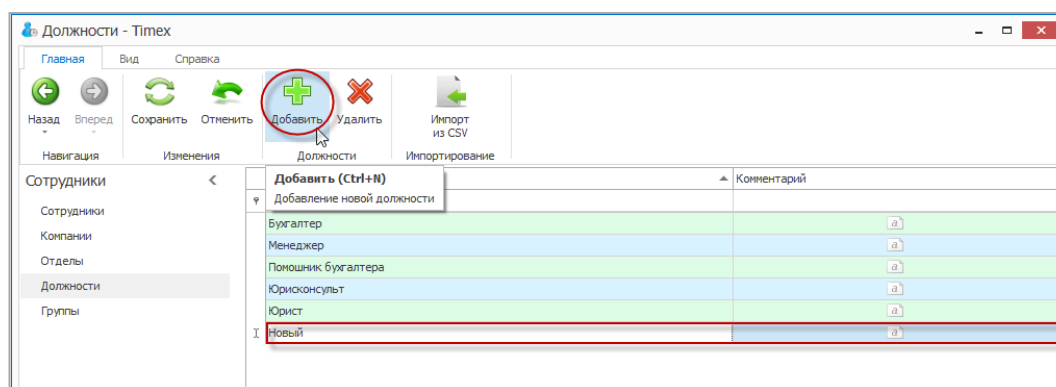 Должности - Timex
Главная Вид Справка
Назад Вперед Сохранить Отменить Добавить Удалить Импорт
из CSV
Навигация Изменения Должности Импортирование
Сотрудники
Комментарий
Добавить (Ctrl+N)
Добавление новой должности
Сотрудники
Компании
Отделы
Должности
Группы
Бухгалтер
Менеджер
Помошник бухгалтера
Юрисконсульт
Юрист
Новый